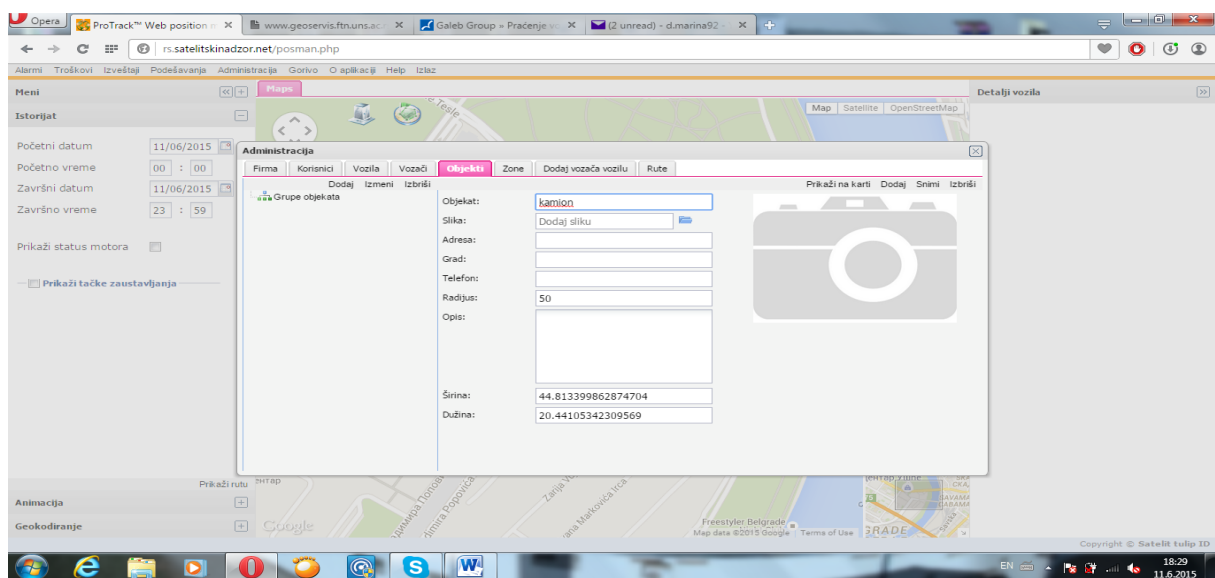 Opera
ProTrack™ Web position m
www.geoservis.ftn.uns.ac.r
Galeb Group » Praćenje vo
(2 unread) - d.marina92 -
rs.satelitskinadzor.net/posman.php
Alarmi Troškovi Izveštaji Podešavanja Administracija Gorivo O aplikaciji Help Izlaz
Meni
Maps
Detalji vozila
Istorijat
Tesle
Map Satellite OpenStreetMap
Početni datum 11/06/2015
Početno vreme 00 : 00
Završni datum 11/06/2015
Završno vreme 23 : 59
Prikaži status motora
Prikaži tačke zaustavljanja
Administracija
Firma Korisnici Vozila Vozači Objekti Zone Dodaj vozača vozilu Rute
Dodaj Izmeni Izbriši
Prikaži na karti Dodaj Snimi Izbriši
Grupe objekata
Objekat: kamion
Slika: Dodaj sliku
Adresa:
Grad:
Telefon:
Radijus: 50
Opis:
Širina: 44.813399862874704
Dužina: 20.44105342309569
Prikaži rutu
Animacija
Geokodiranje
Google
Freestyler Belgrade
Map data ©2015 Google Terms of Use
Copyright © Satelit tulip ID
EN
18:29
11.6.2015